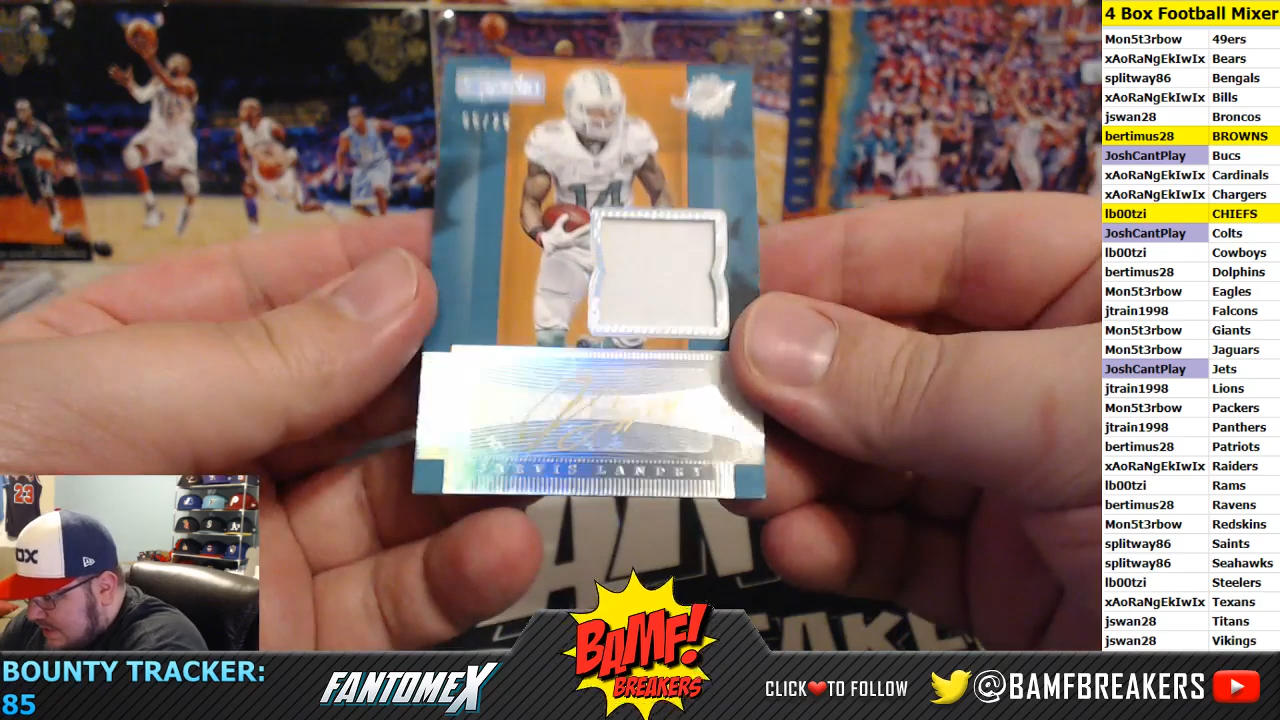 4 Box Football Mixer
Mon5t3rbow 49ers
xAoRaNgEkIwIx Bears
splitway86 Bengals
xAoRaNgEkIwIx Bills
jswan28 Broncos
bertimus28 BROWNS
JoshCantPlay Bucs
xAoRaNgEkIwIx Cardinals
xAoRaNgEkIwIx Chargers
lb00tzi CHIEFS
JoshCantPlay Colts
lb00tzi Cowboys
bertimus28 Dolphins
Mon5t3rbow Eagles
jtrain1998 Falcons
Mon5t3rbow Giants
Mon5t3rbow Jaguars
JoshCantPlay Jets
jtrain1998 Lions
Mon5t3rbow Packers
jtrain1998 Panthers
bertimus28 Patriots
xAoRaNgEkIwIx Raiders
lb00tzi Rams
bertimus28 Ravens
Mon5t3rbow Redskins
splitway86 Saints
splitway86 Seahawks
lb00tzi Steelers
xAoRaNgEkIwIx Texans
jswan28 Titans
jswan28 Vikings
14
JARVIS LANDRY
23
OX
BAMF!
BREAKERS
BOUNTY TRACKER:
85
FANTOMEX
CLICK❤TO FOLLOW
@BAMFBREAKERS